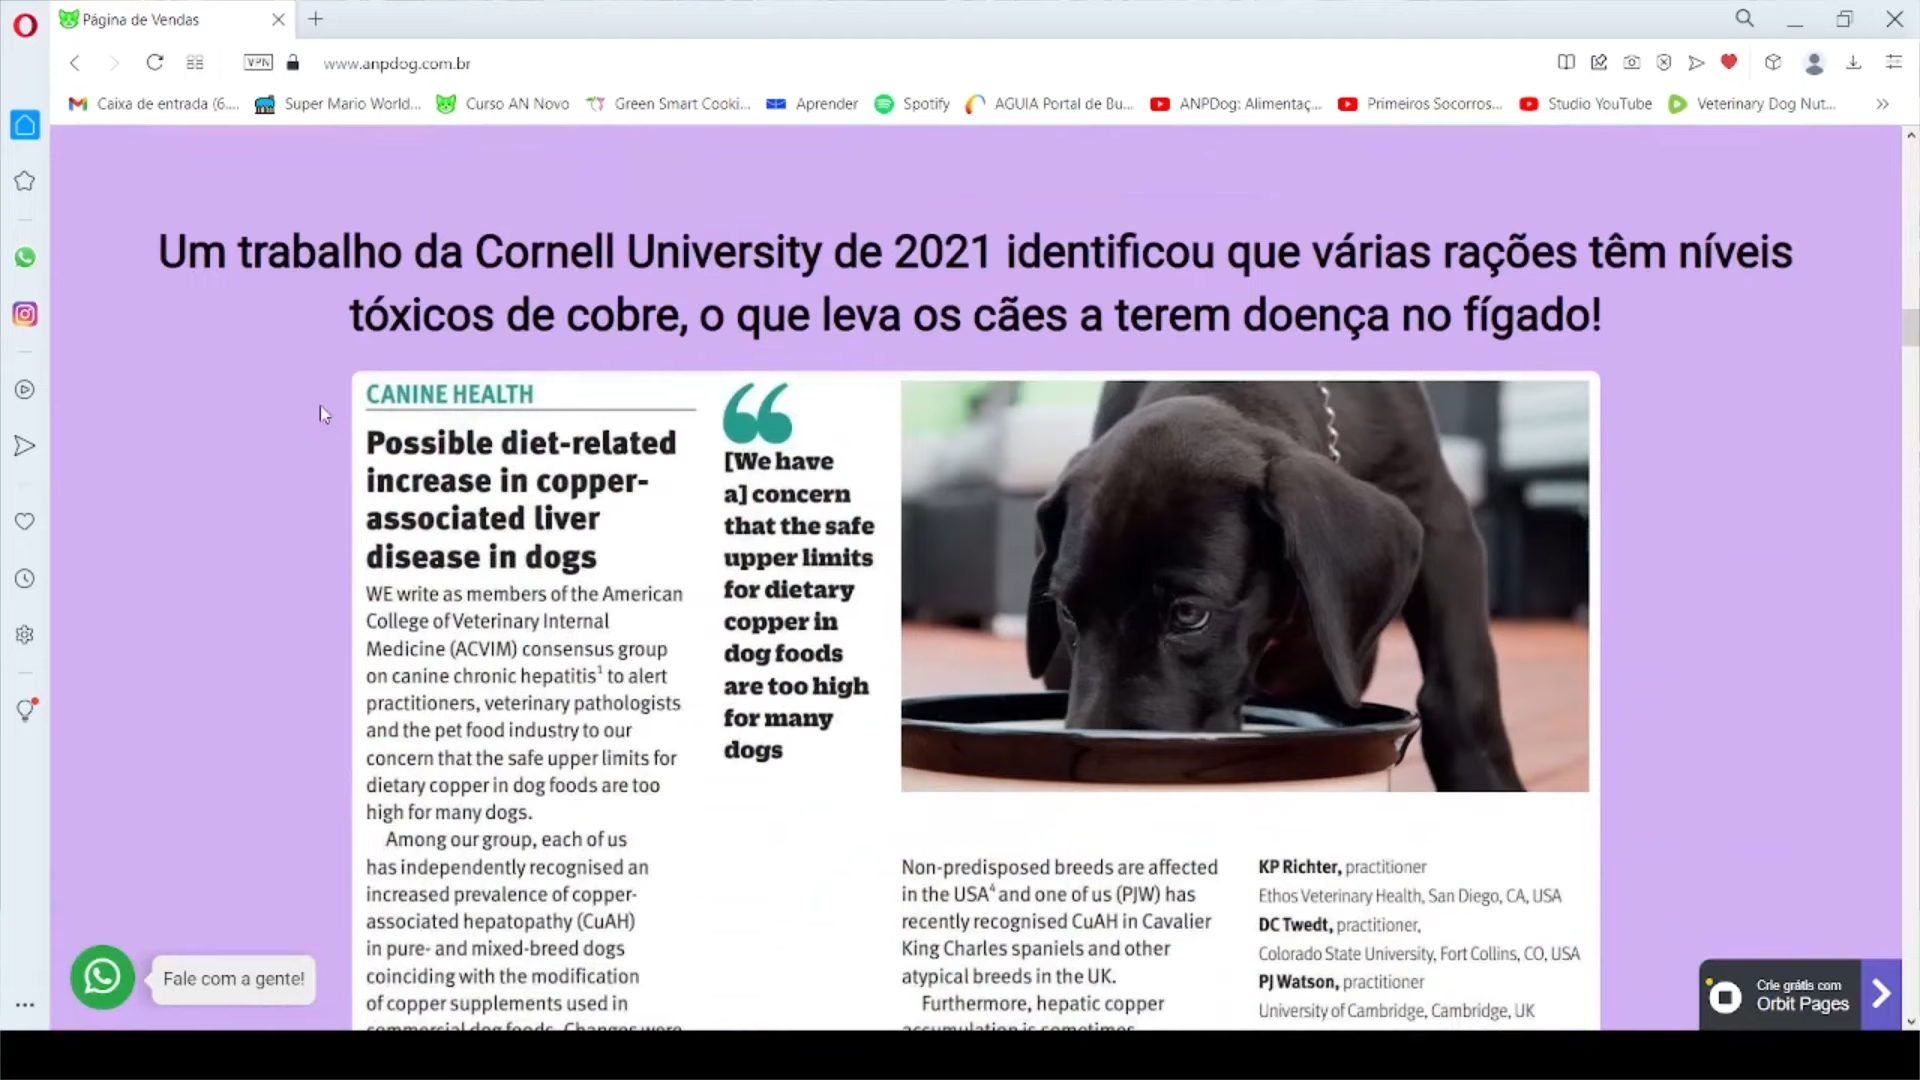 Página de Vendas
VPN
www.anpdog.com.br
Caixa de entrada (6....
Super Mario World...
Curso AN Novo
Green Smart Cooki...
Aprender
Spotify
AGUIA Portal de Bu...
ANPDog: Alimentaç...
Primeiros Socorros...
Studio YouTube
Veterinary Dog Nut...
Um trabalho da Cornell University de 2021 identificou que várias rações têm níveis
tóxicos de cobre, o que leva os cães a terem doença no fígado!
CANINE HEALTH
Possible diet-related
increase in copper-
associated liver
disease in dogs
WE write as members of the American
College of Veterinary Internal
Medicine (ACVIM) consensus group
on canine chronic hepatitis¹ to alert
practitioners, veterinary pathologists
and the pet food industry to our
concern that the safe upper limits for
dietary copper in dog foods are too
high for many dogs.
Among our group, each of us
has independently recognised an
increased prevalence of copper-
associated hepatopathy (CuAH)
in pure- and mixed-breed dogs
coinciding with the modification
of copper supplements used in
commercial dog foods. Changes were
“
[We have
a] concern
that the safe
upper limits
for dietary
copper in
dog foods
are too high
for many
dogs
Non-predisposed breeds are affected
in the USA⁴ and one of us (PJW) has
recently recognised CuAH in Cavalier
King Charles spaniels and other
atypical breeds in the UK.
Furthermore, hepatic copper
accumulation is sometimes
KP Richter, practitioner
Ethos Veterinary Health, San Diego, CA, USA
DC Twedt, practitioner,
Colorado State University, Fort Collins, CO, USA
PJ Watson, practitioner
University of Cambridge, Cambridge, UK
Fale com a gente!
Crie grátis com
Orbit Pages